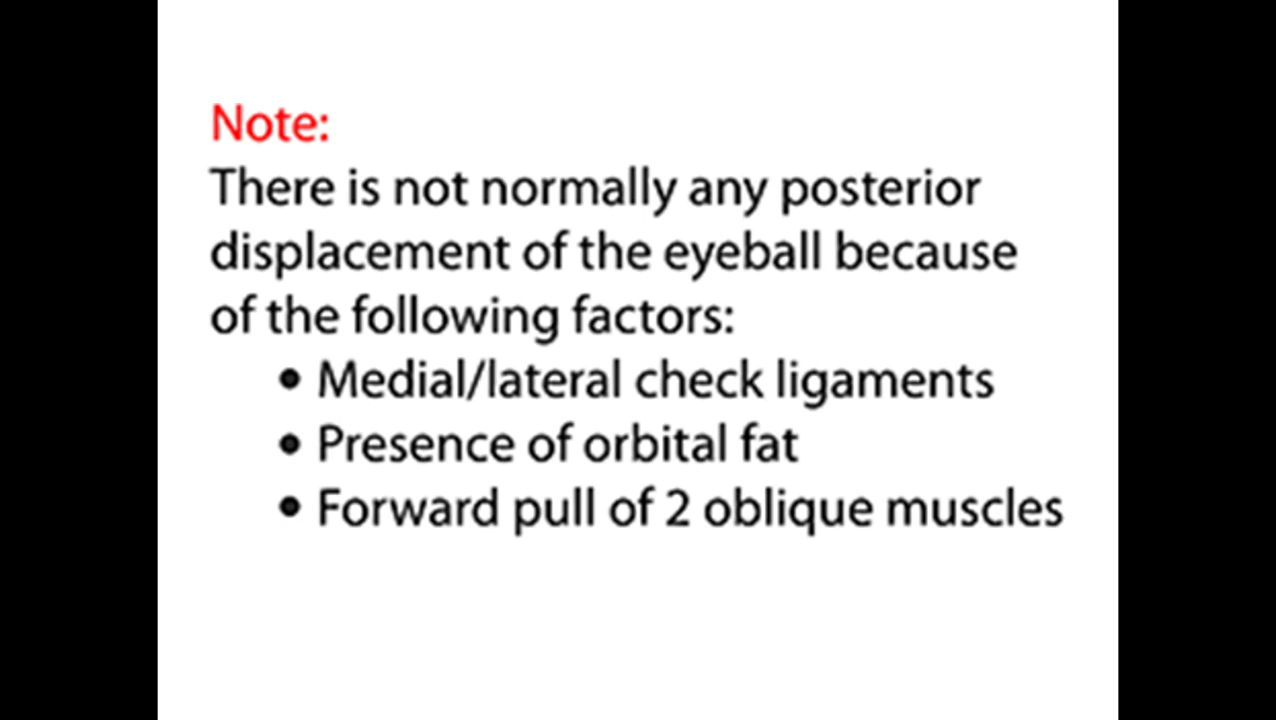 Note:
There is not normally any posterior
displacement of the eyeball because
of the following factors:
• Medial/lateral check ligaments
• Presence of orbital fat
• Forward pull of 2 oblique muscles